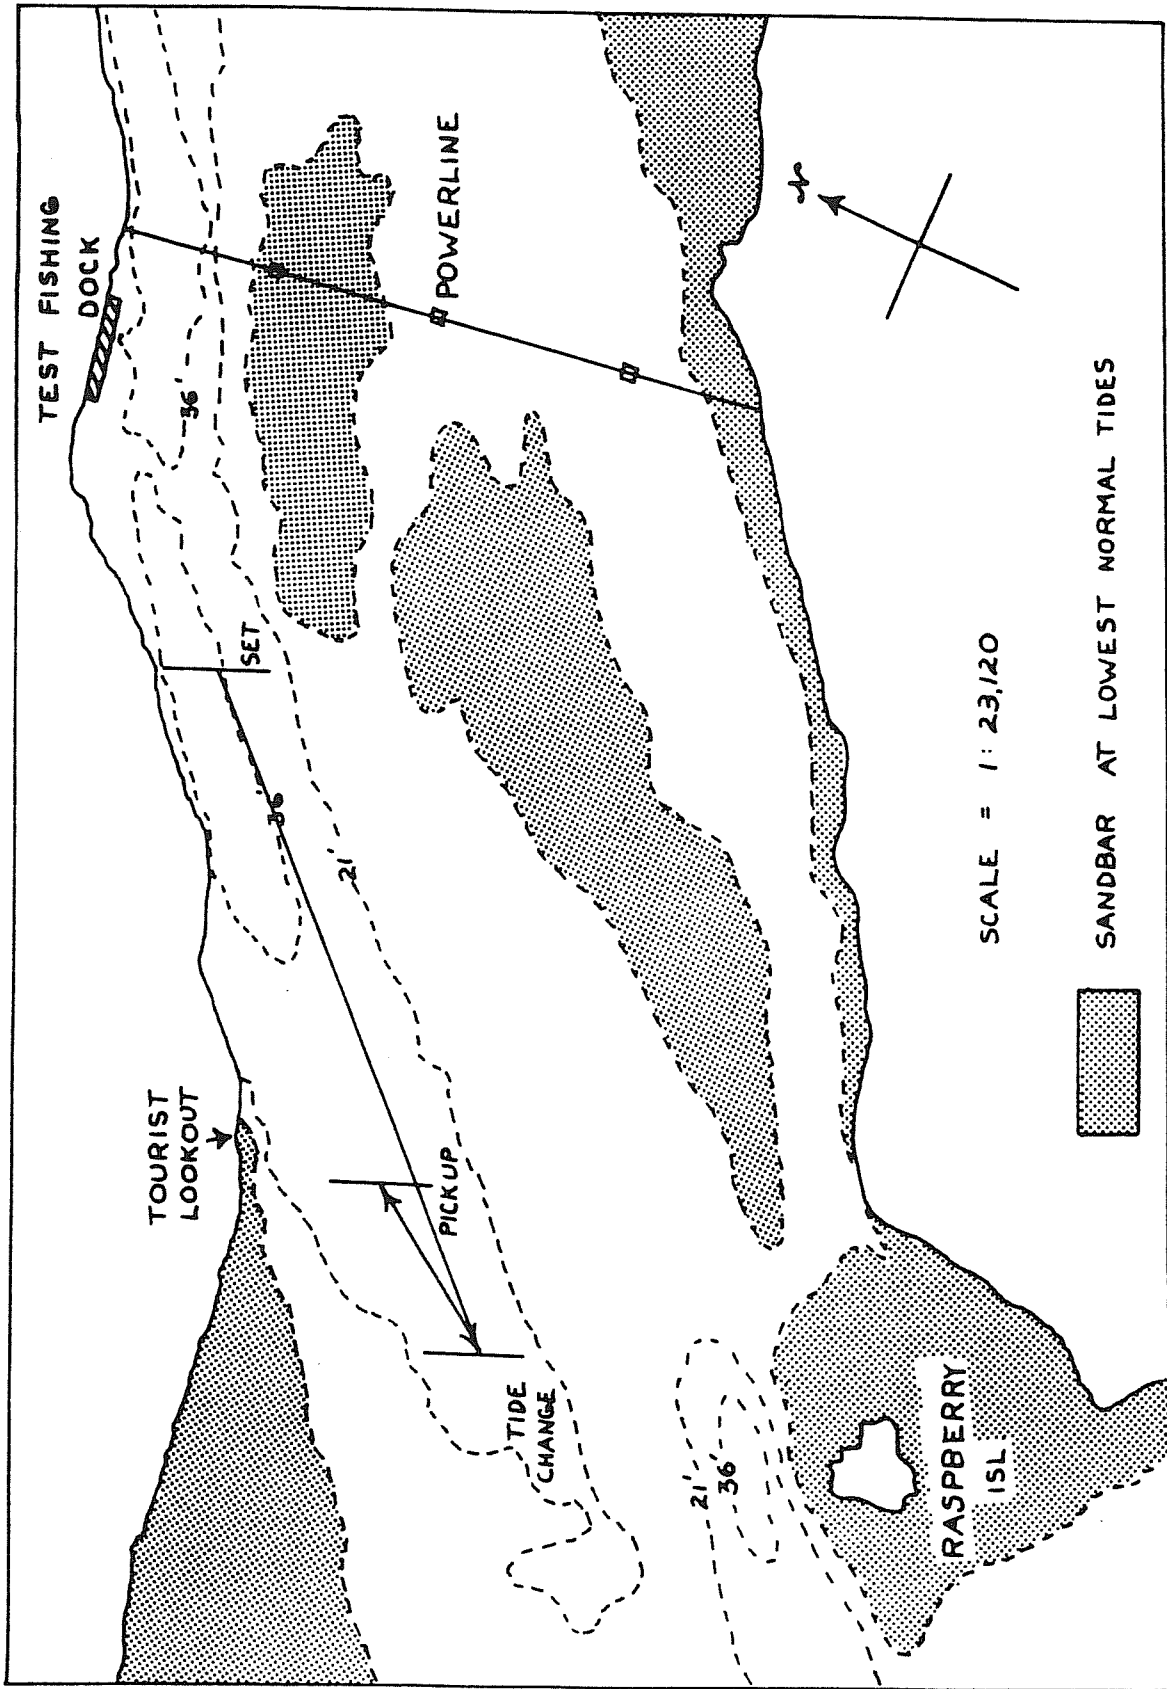 TEST FISHING
DOCK
36'
POWERLINE
N
SET
36
21'
TOURIST
LOOKOUT
PICKUP
TIDE
CHANGE
21'
36'
RASPBERRY
ISL.
SCALE = 1: 23,120
SANDBAR AT LOWEST NORMAL TIDES